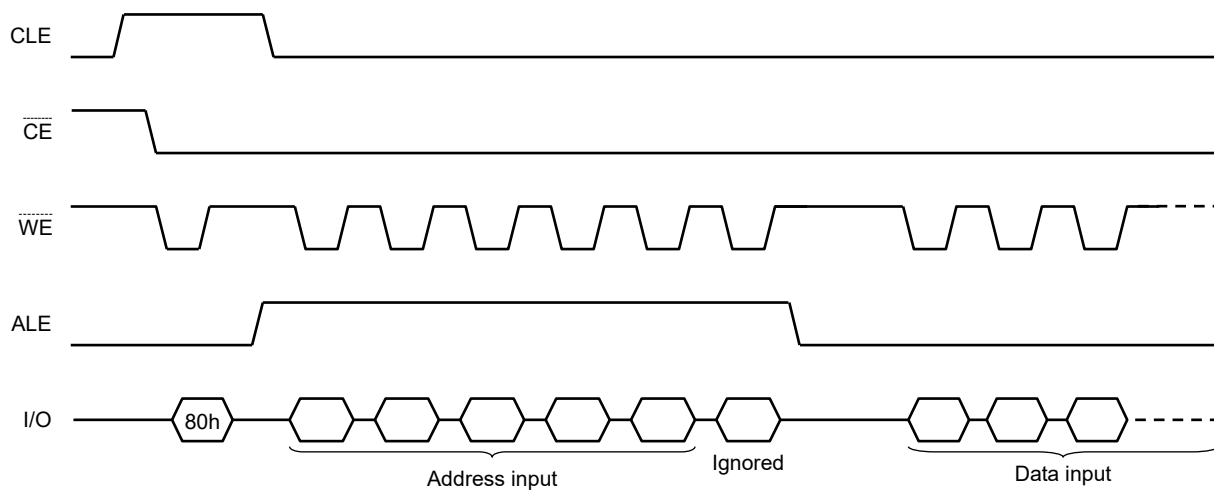 CLE
CE
WE
ALE
I/O
80h
Address input
Ignored
Data input